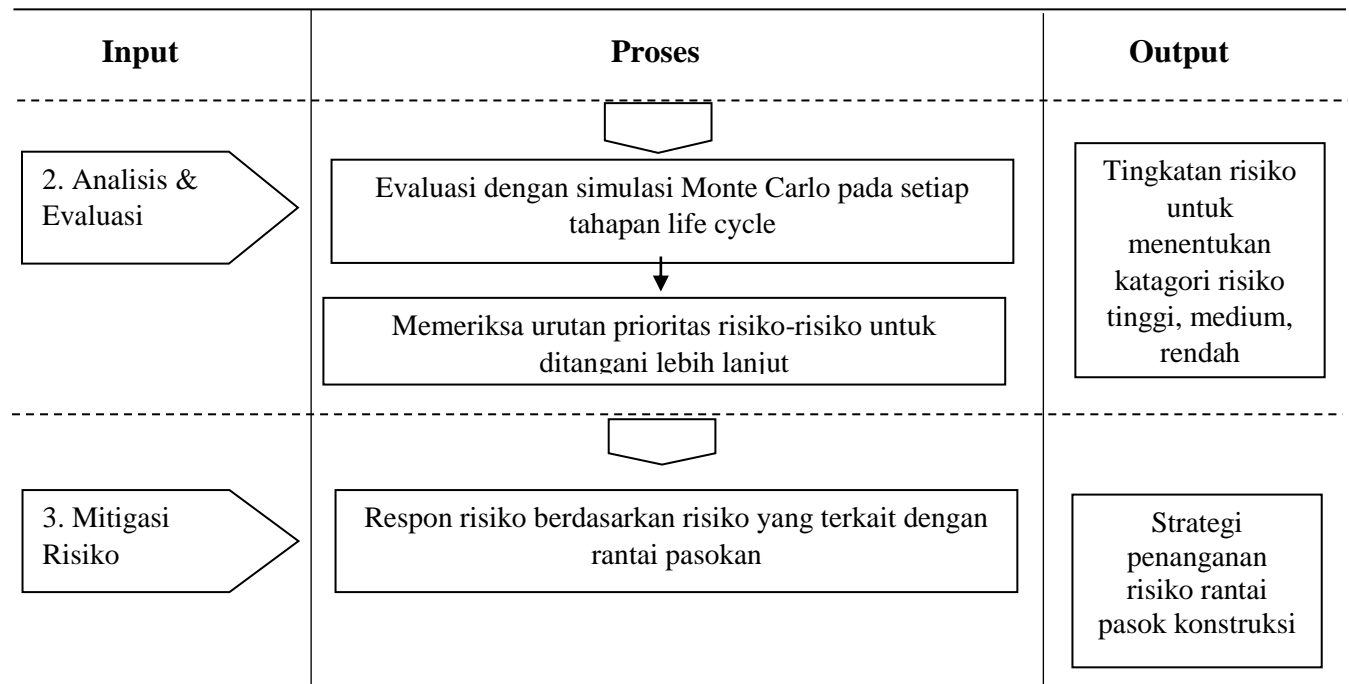 Input
Proses
Output
2. Analisis &
Evaluasi
Evaluasi dengan simulasi Monte Carlo pada setiap
tahapan life cycle
Memeriksa urutan prioritas risiko-risiko untuk
ditangani lebih lanjut
Tingkatan risiko
untuk
menentukan
katagori risiko
tinggi, medium,
rendah
3. Mitigasi
Risiko
Respon risiko berdasarkan risiko yang terkait dengan
rantai pasokan
Strategi
penanganan
risiko rantai
pasok konstruksi